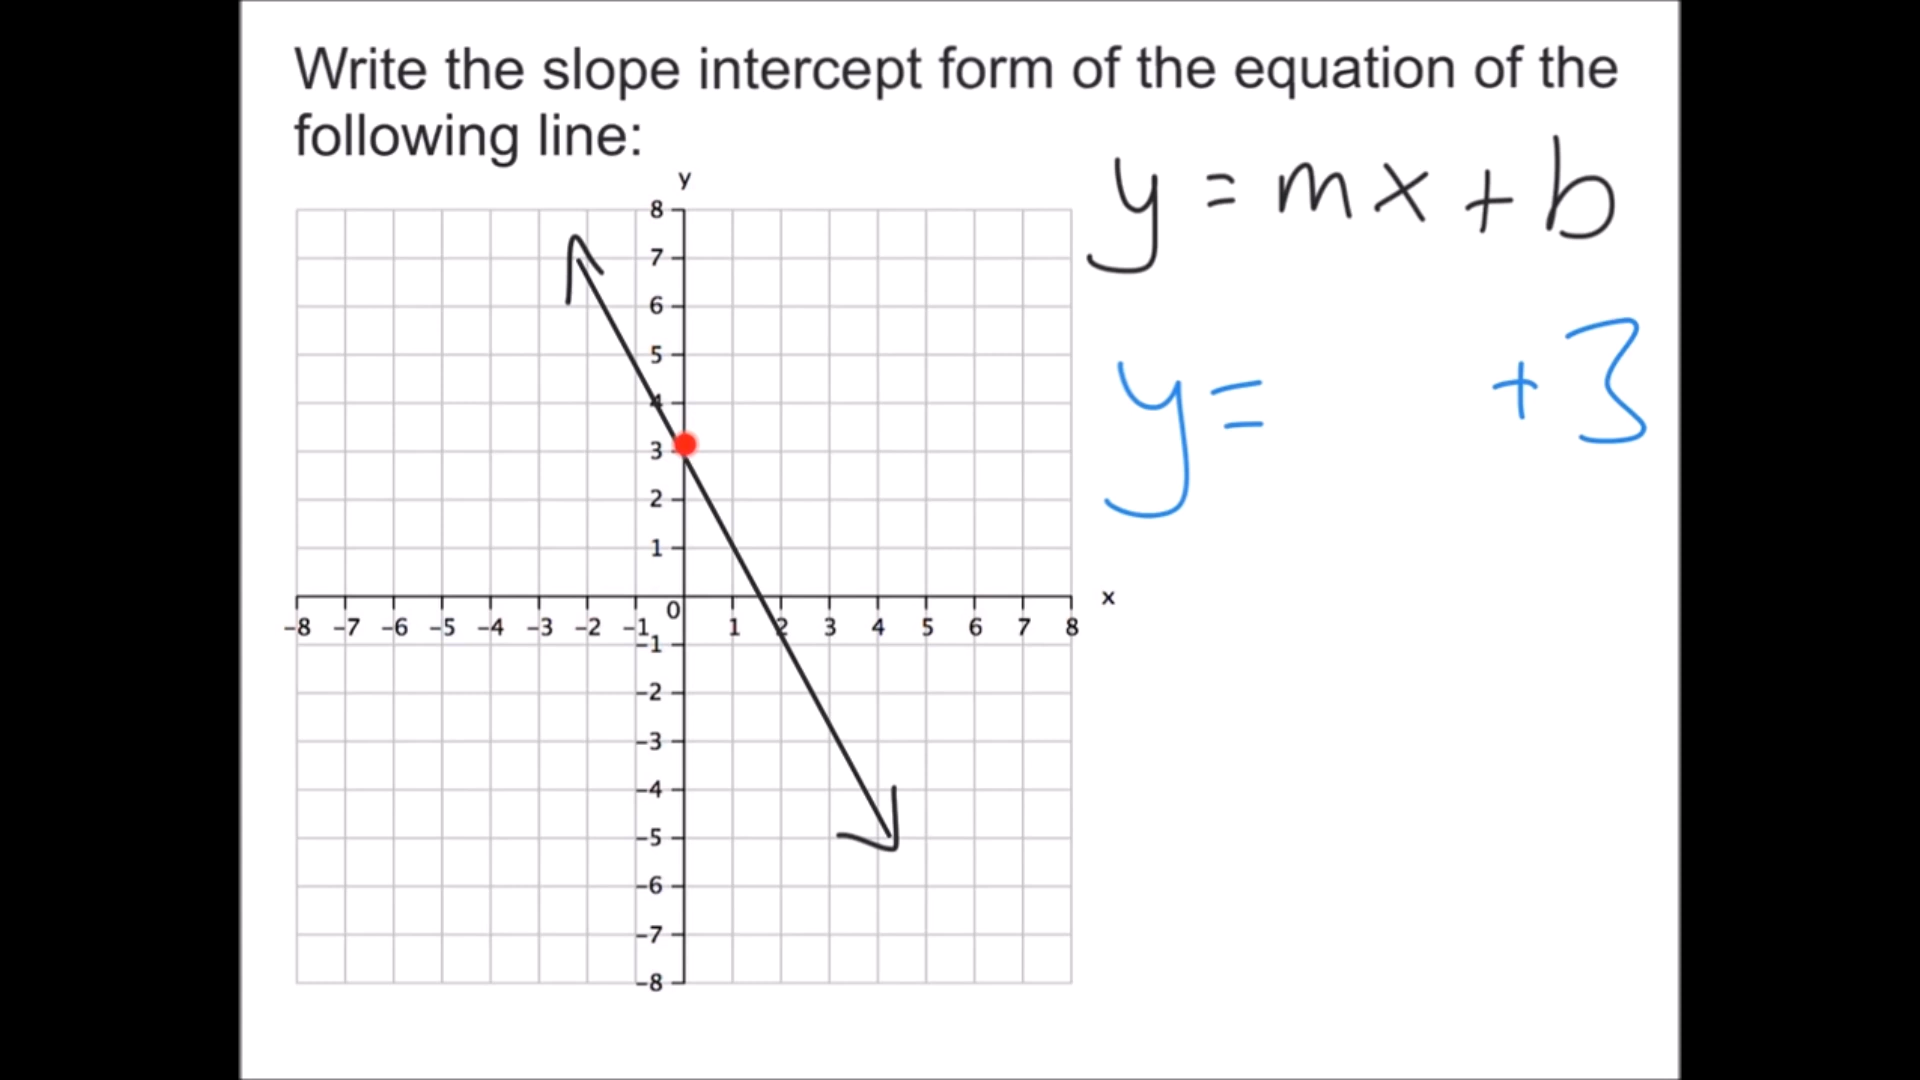 Write the slope intercept form of the equation of the
following line:
y = mx + b
y = + 3
y
8
7
6
5
4
3
2
1
0
-8 -7 -6 -5 -4 -3 -2 -1 1 2 3 4 5 6 7 8
x
-1
-2
-3
-4
-5
-6
-7
-8